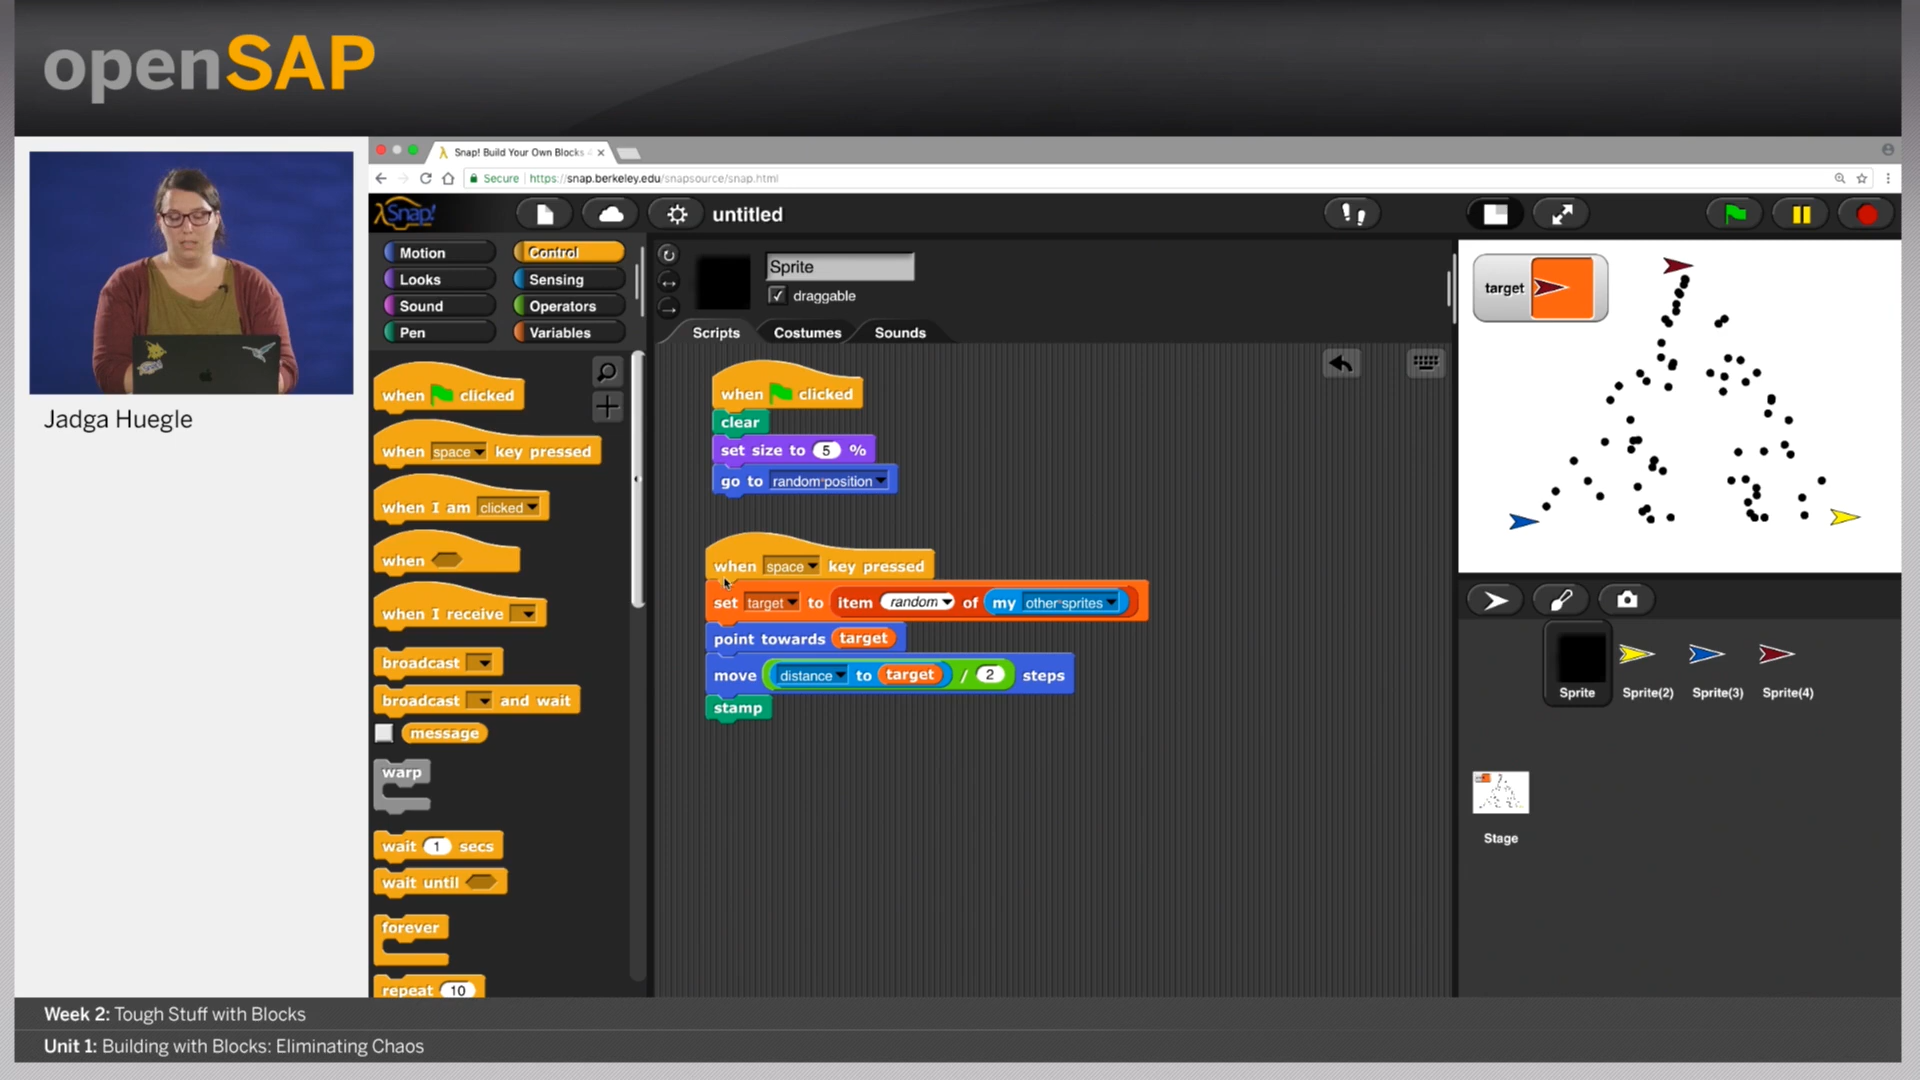 openSAP
Jadga Huegle
Snap! Build Your Own Blocks
Secure https://snap.berkeley.edu/snapsource/snap.html
Snap!
untitled
Motion
Control
Looks
Sensing
Sound
Operators
Pen
Variables
when clicked
when space key pressed
when I am clicked
when
when I receive
broadcast
broadcast and wait
message
warp
wait 1 secs
wait until
forever
repeat 10
Sprite
draggable
Scripts
Costumes
Sounds
when clicked
clear
set size to 5 %
go to random position
when space key pressed
set target to item random of my other sprites
point towards target
move distance to target / 2 steps
stamp
target
Sprite
Sprite(2)
Sprite(3)
Sprite(4)
Stage
Week 2: Tough Stuff with Blocks
Unit 1: Building with Blocks: Eliminating Chaos